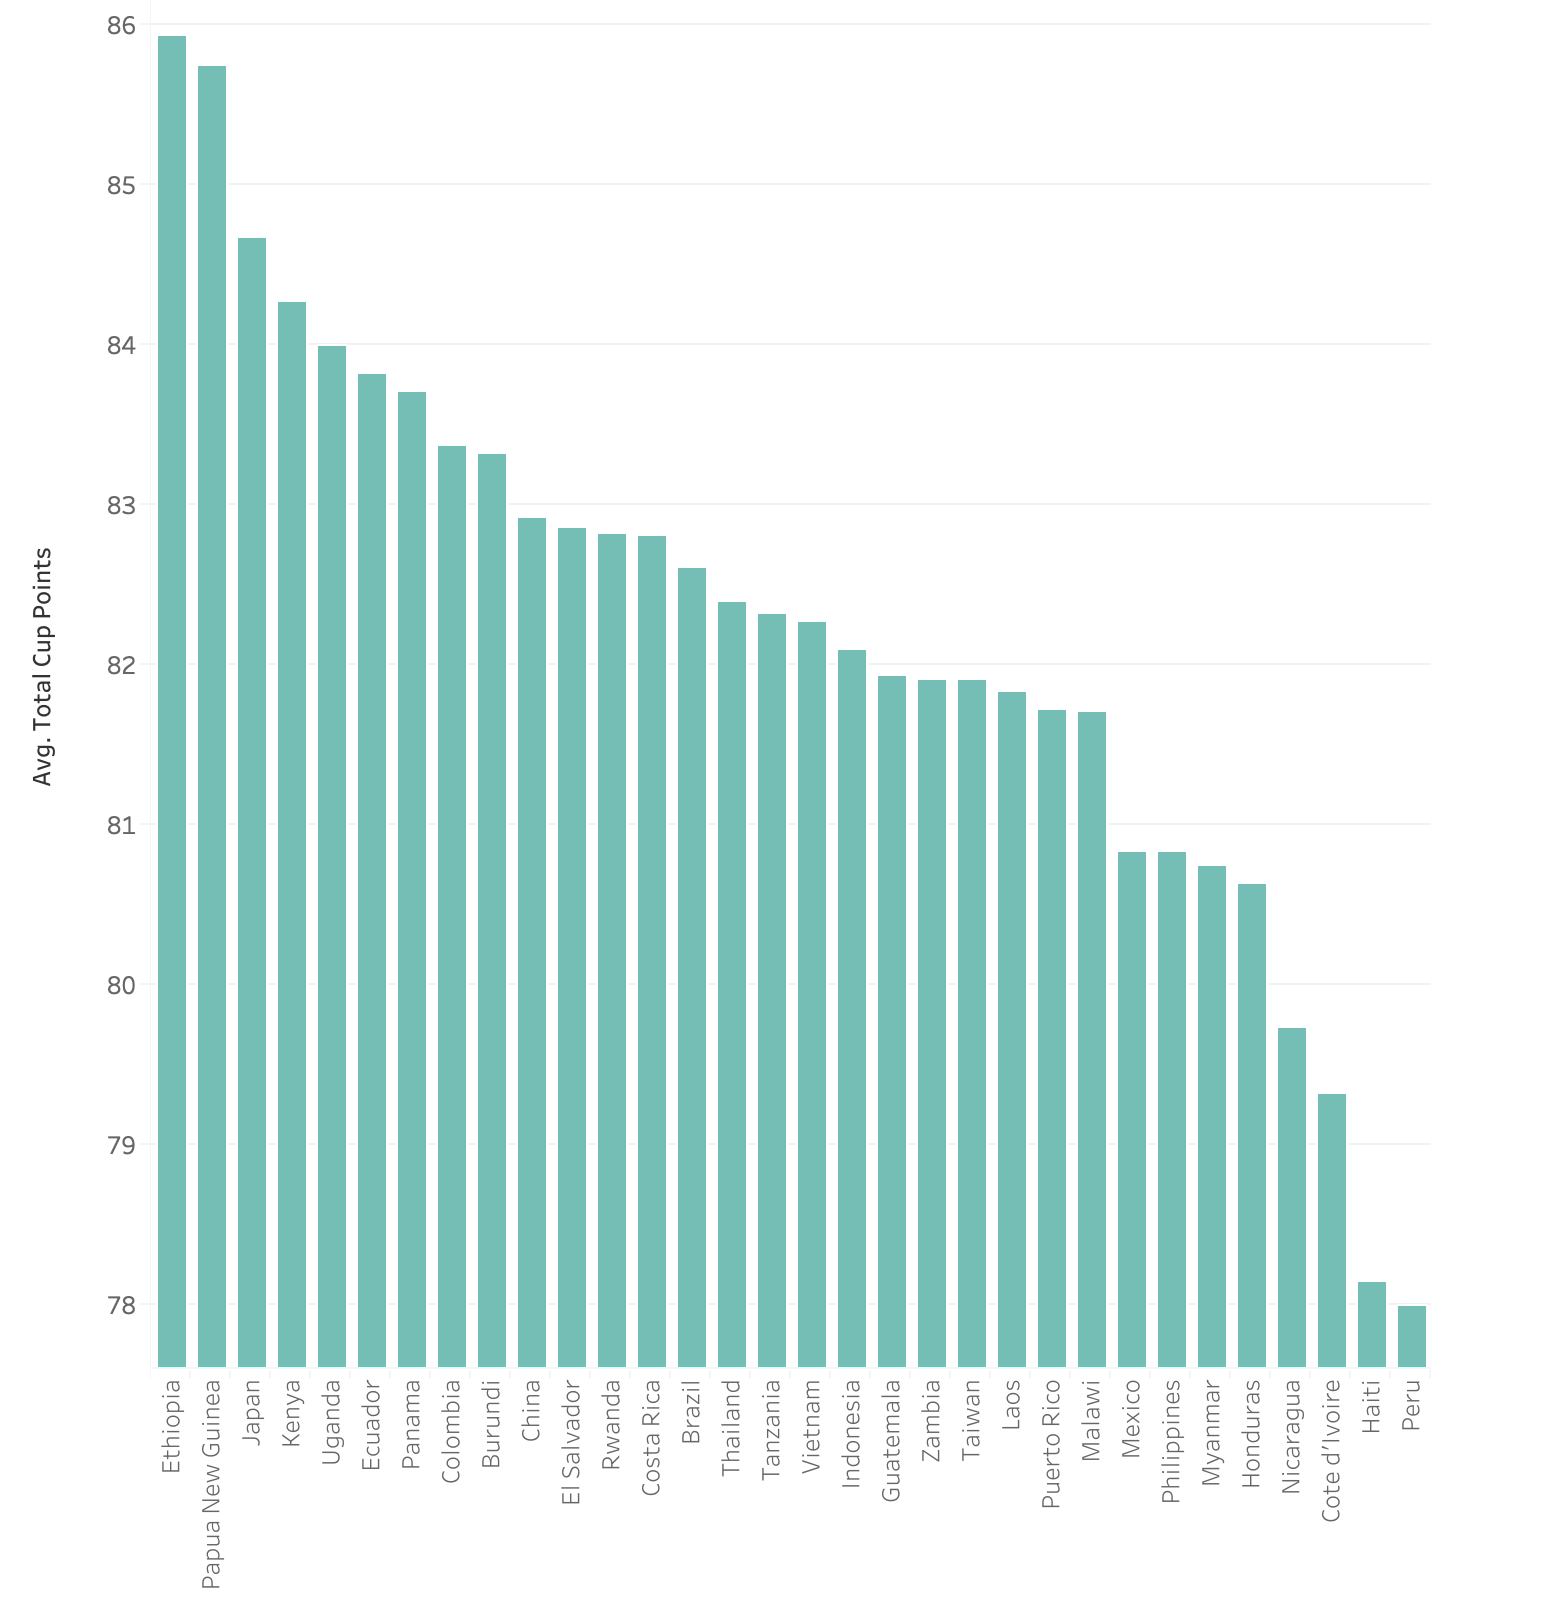 86
85
84
83
82
81
80
79
78
Avg. Total Cup Points
Ethiopia
Papua New Guinea
Japan
Kenya
Uganda
Ecuador
Panama
Colombia
Burundi
China
El Salvador
Rwanda
Costa Rica
Brazil
Thailand
Tanzania
Vietnam
Indonesia
Guatemala
Zambia
Taiwan
Laos
Puerto Rico
Malawi
Mexico
Philippines
Myanmar
Honduras
Nicaragua
Cote d’Ivoire
Haiti
Peru